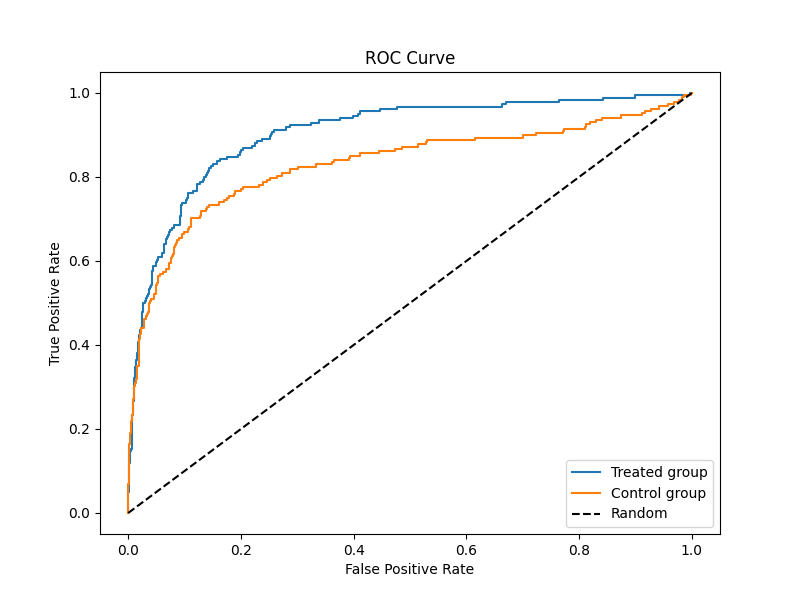 ROC Curve
True Positive Rate
1.0
0.8
0.6
0.4
0.2
0.0
0.0 0.2 0.4 0.6 0.8 1.0
False Positive Rate
Treated group
Control group
Random